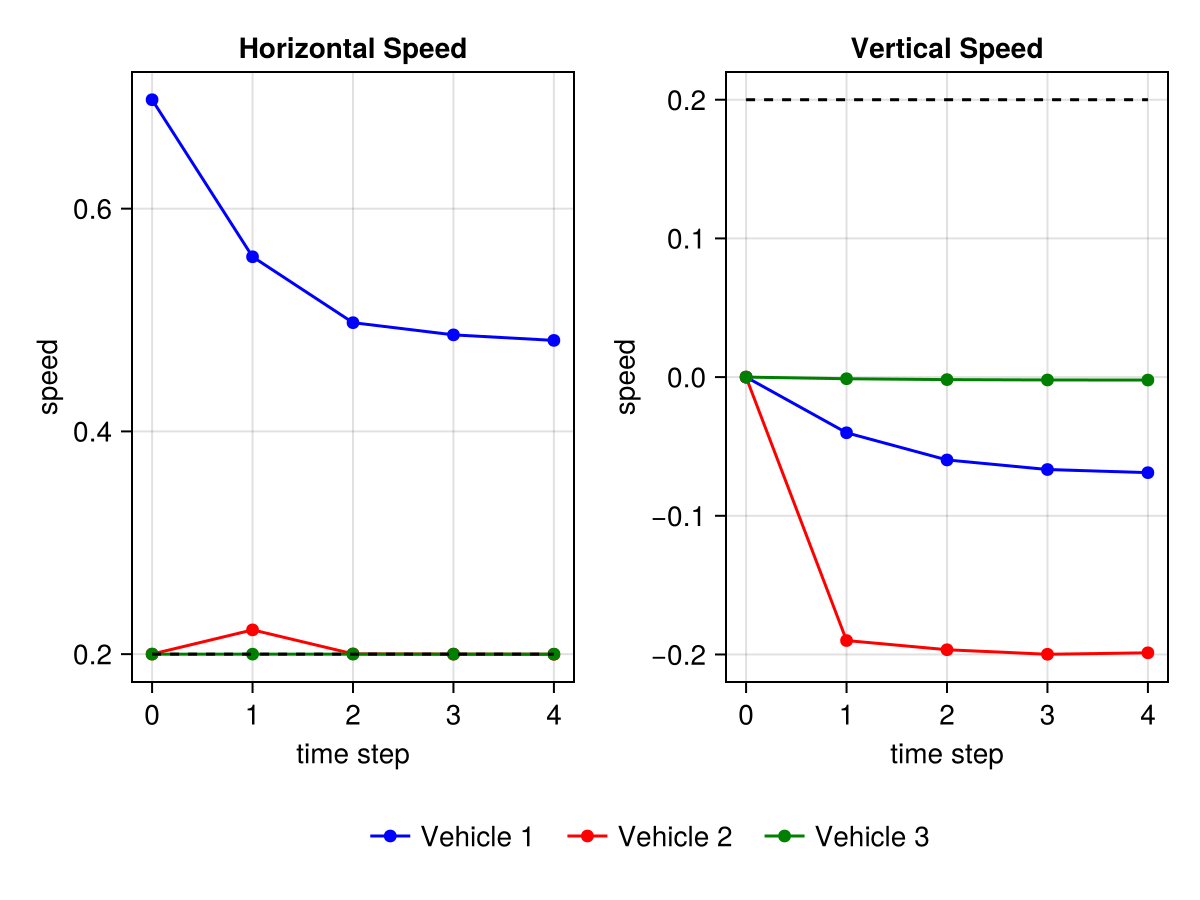 Horizontal Speed
speed
0.6
0.4
0.2
0 1 2 3 4
time step
Vertical Speed
speed
0.2
0.1
0.0
−0.1
−0.2
0 1 2 3 4
time step
Vehicle 1 Vehicle 2 Vehicle 3